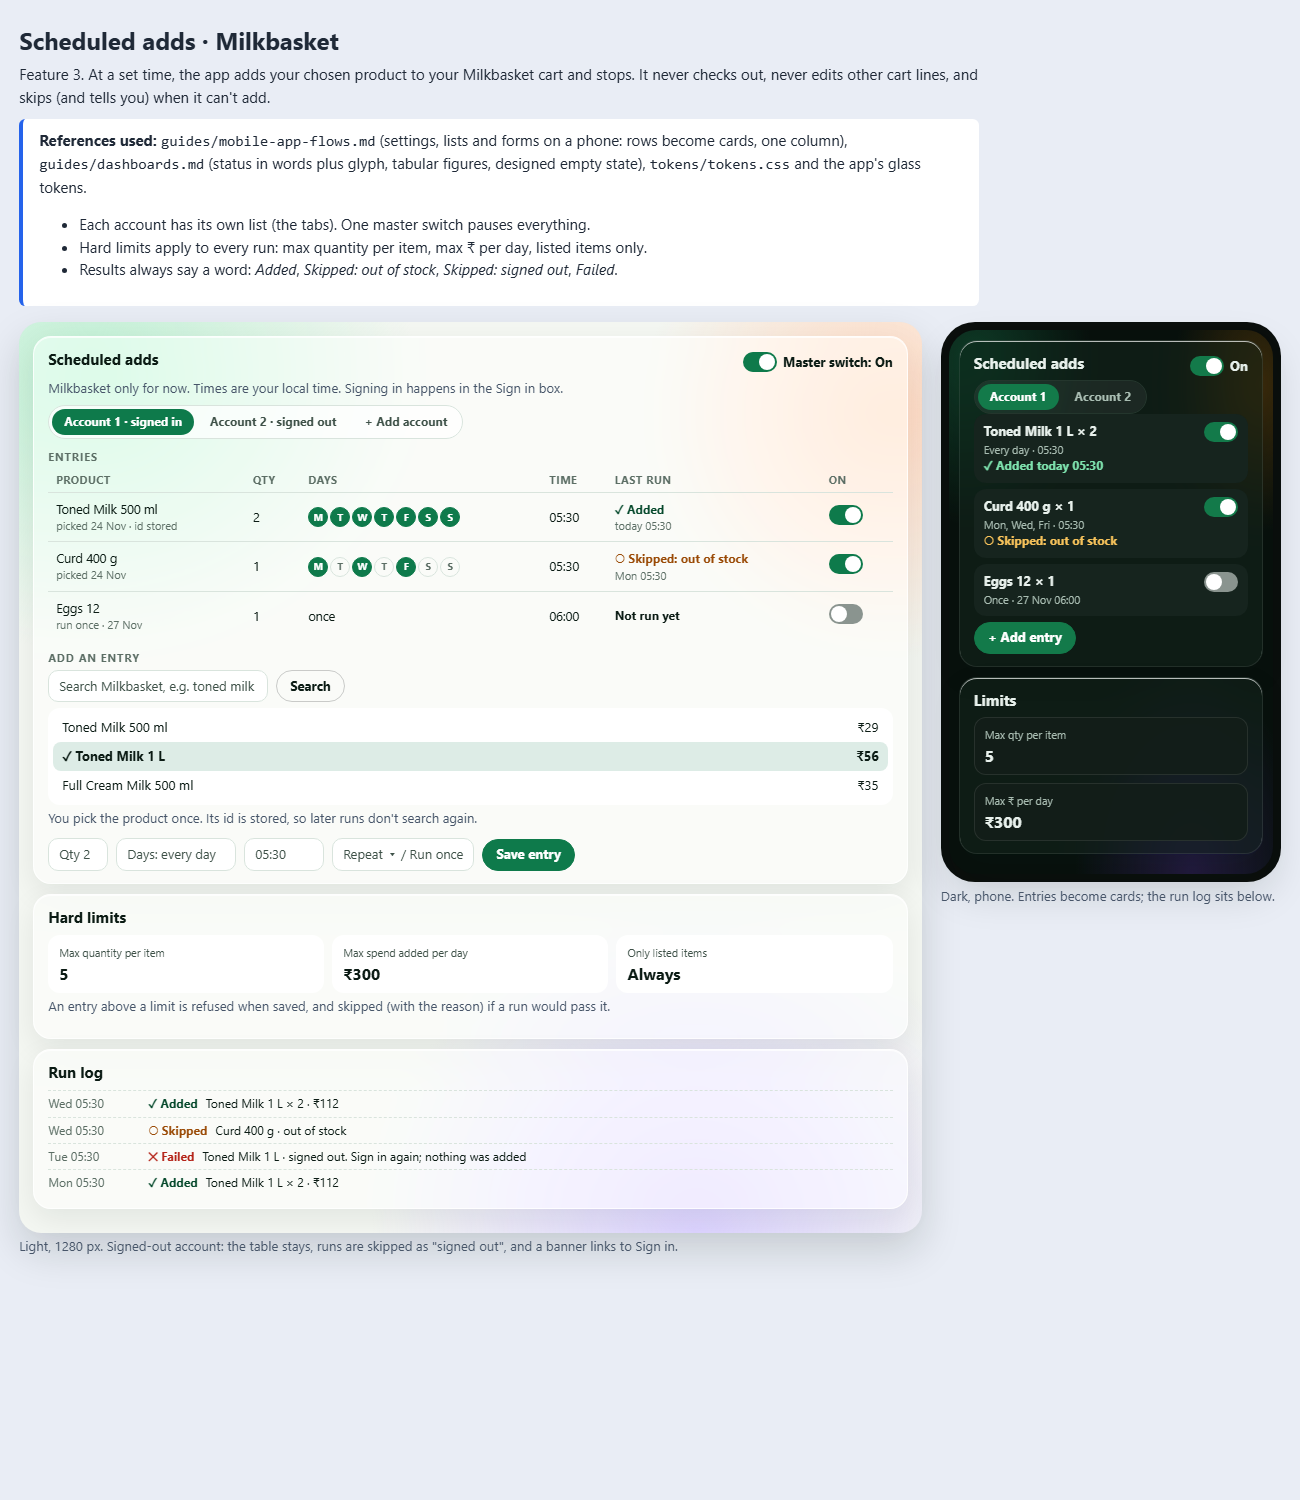 Scheduled adds · Milkbasket
Feature 3. At a set time, the app adds your chosen product to your Milkbasket cart and stops. It never checks out, never edits other cart lines, and
skips (and tells you) when it can't add.
References used: guides/mobile-app-flows.md (settings, lists and forms on a phone: rows become cards, one column),
guides/dashboards.md (status in words plus glyph, tabular figures, designed empty state), tokens/tokens.css and the app's glass
tokens.
• Each account has its own list (the tabs). One master switch pauses everything.
• Hard limits apply to every run: max quantity per item, max ₹ per day, listed items only.
• Results always say a word: Added, Skipped: out of stock, Skipped: signed out, Failed.
Scheduled adds
Master switch: On
Milkbasket only for now. Times are your local time. Signing in happens in the Sign in box.
Account 1 · signed in Account 2 · signed out + Add account
ENTRIES
PRODUCT QTY DAYS TIME LAST RUN ON
Toned Milk 500 ml
picked 24 Nov · id stored
2 M T W T F S S 05:30
✓ Added
today 05:30
Curd 400 g
picked 24 Nov
1 M T W T F S S 05:30
○ Skipped: out of stock
Mon 05:30
Eggs 12
run once · 27 Nov
1 once 06:00 Not run yet
ADD AN ENTRY
Search Milkbasket, e.g. toned milk Search
Toned Milk 500 ml ₹29
✓ Toned Milk 1 L ₹56
Full Cream Milk 500 ml ₹35
You pick the product once. Its id is stored, so later runs don't search again.
Qty 2 Days: every day 05:30 Repeat ▾ / Run once Save entry
Hard limits
Max quantity per item
5
Max spend added per day
₹300
Only listed items
Always
An entry above a limit is refused when saved, and skipped (with the reason) if a run would pass it.
Run log
Wed 05:30 ✓ Added Toned Milk 1 L × 2 · ₹112
Wed 05:30 ○ Skipped Curd 400 g · out of stock
Tue 05:30 ✕ Failed Toned Milk 1 L · signed out. Sign in again; nothing was added
Mon 05:30 ✓ Added Toned Milk 1 L × 2 · ₹112
Light, 1280 px. Signed-out account: the table stays, runs are skipped as "signed out", and a banner links to Sign in.
Scheduled adds
On
Account 1 Account 2
Toned Milk 1 L × 2
Every day · 05:30
✓ Added today 05:30
Curd 400 g × 1
Mon, Wed, Fri · 05:30
○ Skipped: out of stock
Eggs 12 × 1
Once · 27 Nov 06:00
+ Add entry
Limits
Max qty per item
5
Max ₹ per day
₹300
Dark, phone. Entries become cards; the run log sits below.